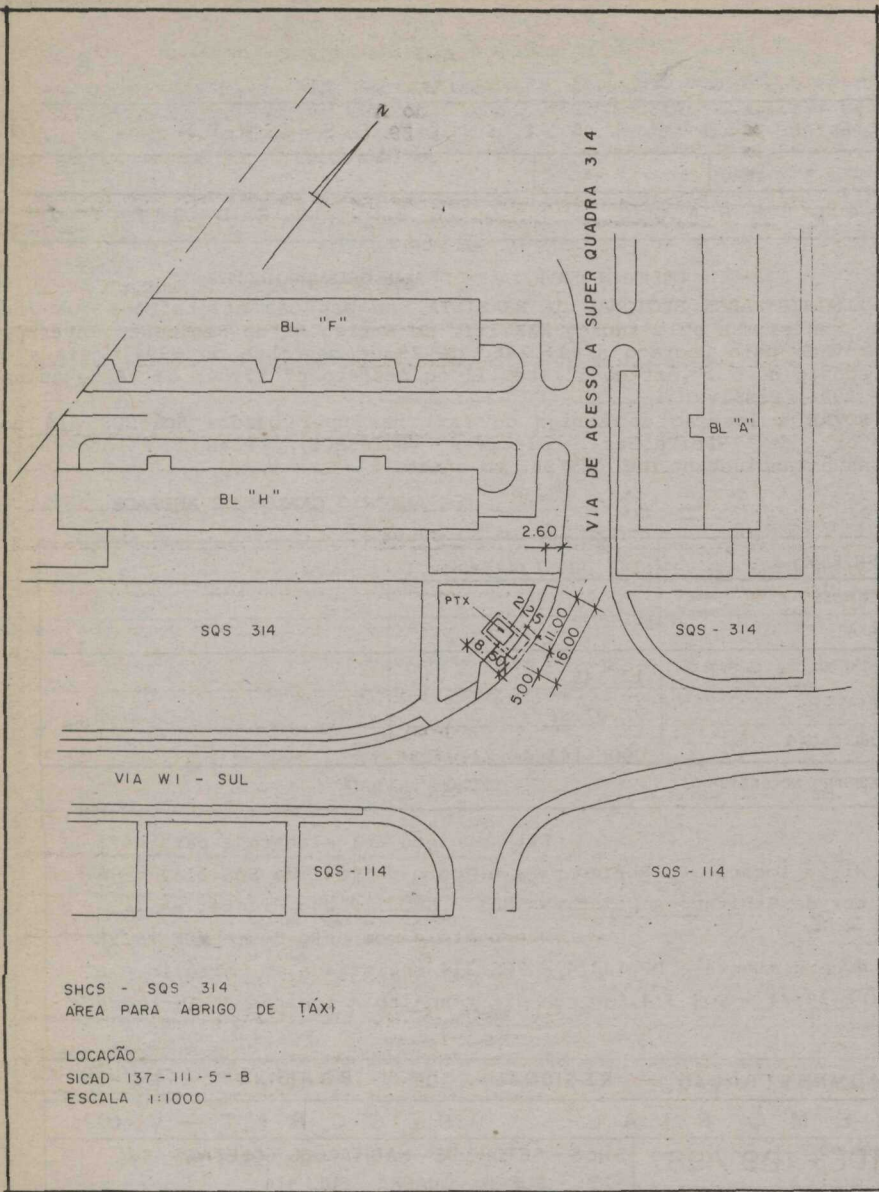 N
BL "F"
VIA DE ACESSO A SUPER QUADRA 314
BL "A"
BL "H"
2.60
PTX
SQS 314
SQS - 314
11.00
16.00
5.00
VIA WI - SUL
SQS - 114
SQS - 114
SHCS - SQS 314
ÁREA PARA ABRIGO DE TÁXI
LOCAÇÃO
SICAD 137 - III - 5 - B
ESCALA 1:1000